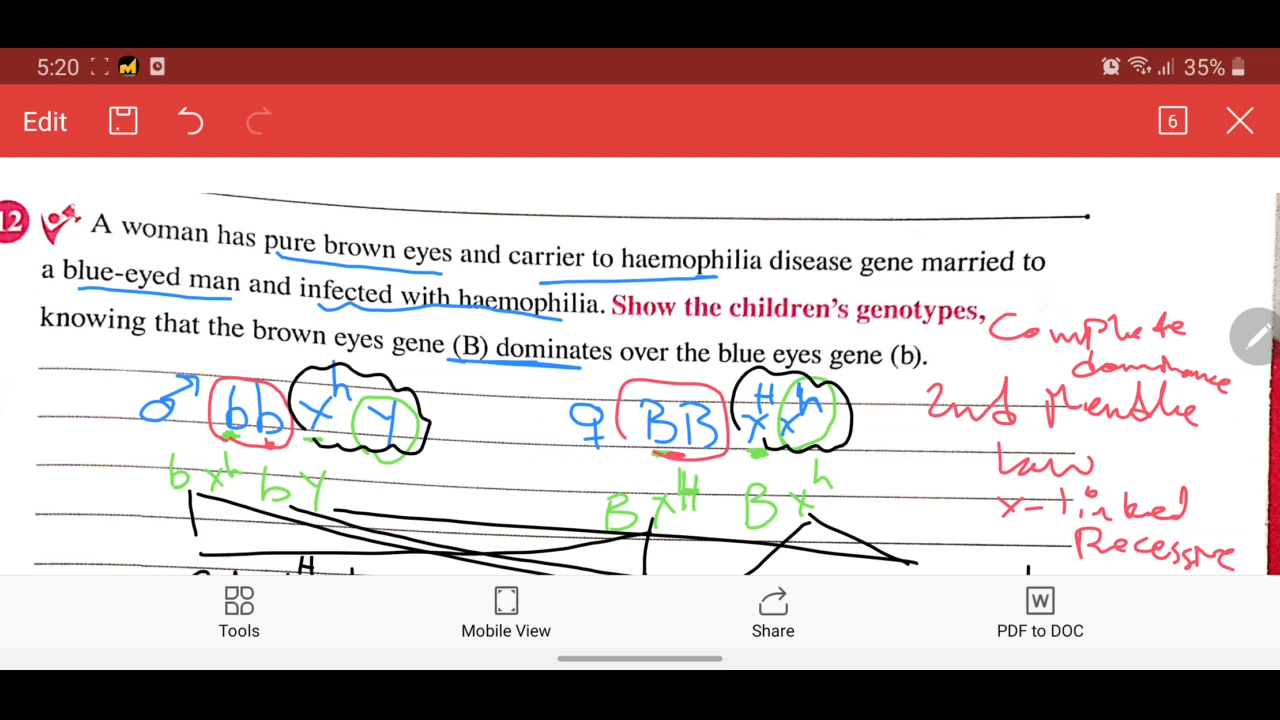 5:20 35%
Edit 6
12 A woman has pure brown eyes and carrier to haemophilia disease gene married to
a blue-eyed man and infected with haemophilia. Show the children's genotypes,
knowing that the brown eyes gene (B) dominates over the blue eyes gene (b).
Complete
dominance
2nd
Law
x-linked
Recessive
♂ bb X^h Y ♀ BB X^H x^h
b x^h b Y B x^H B x^h
H
Tools Mobile View Share W PDF to DOC